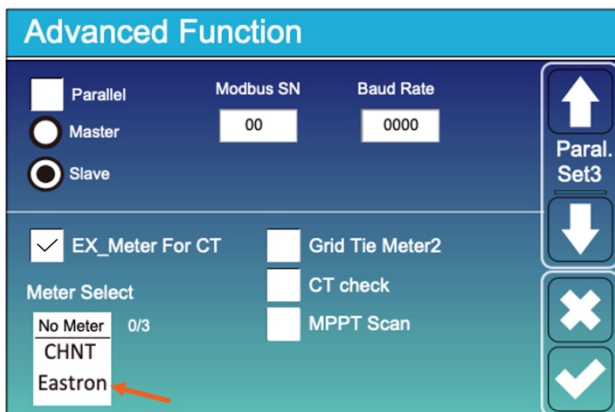 Advanced Function
Parallel
Modbus SN
Baud Rate
Master
00
0000
Slave
Paral.
Set3
EX_Meter For CT
Grid Tie Meter2
CT check
MPPT Scan
Meter Select
No Meter 0/3
CHNT
Eastron